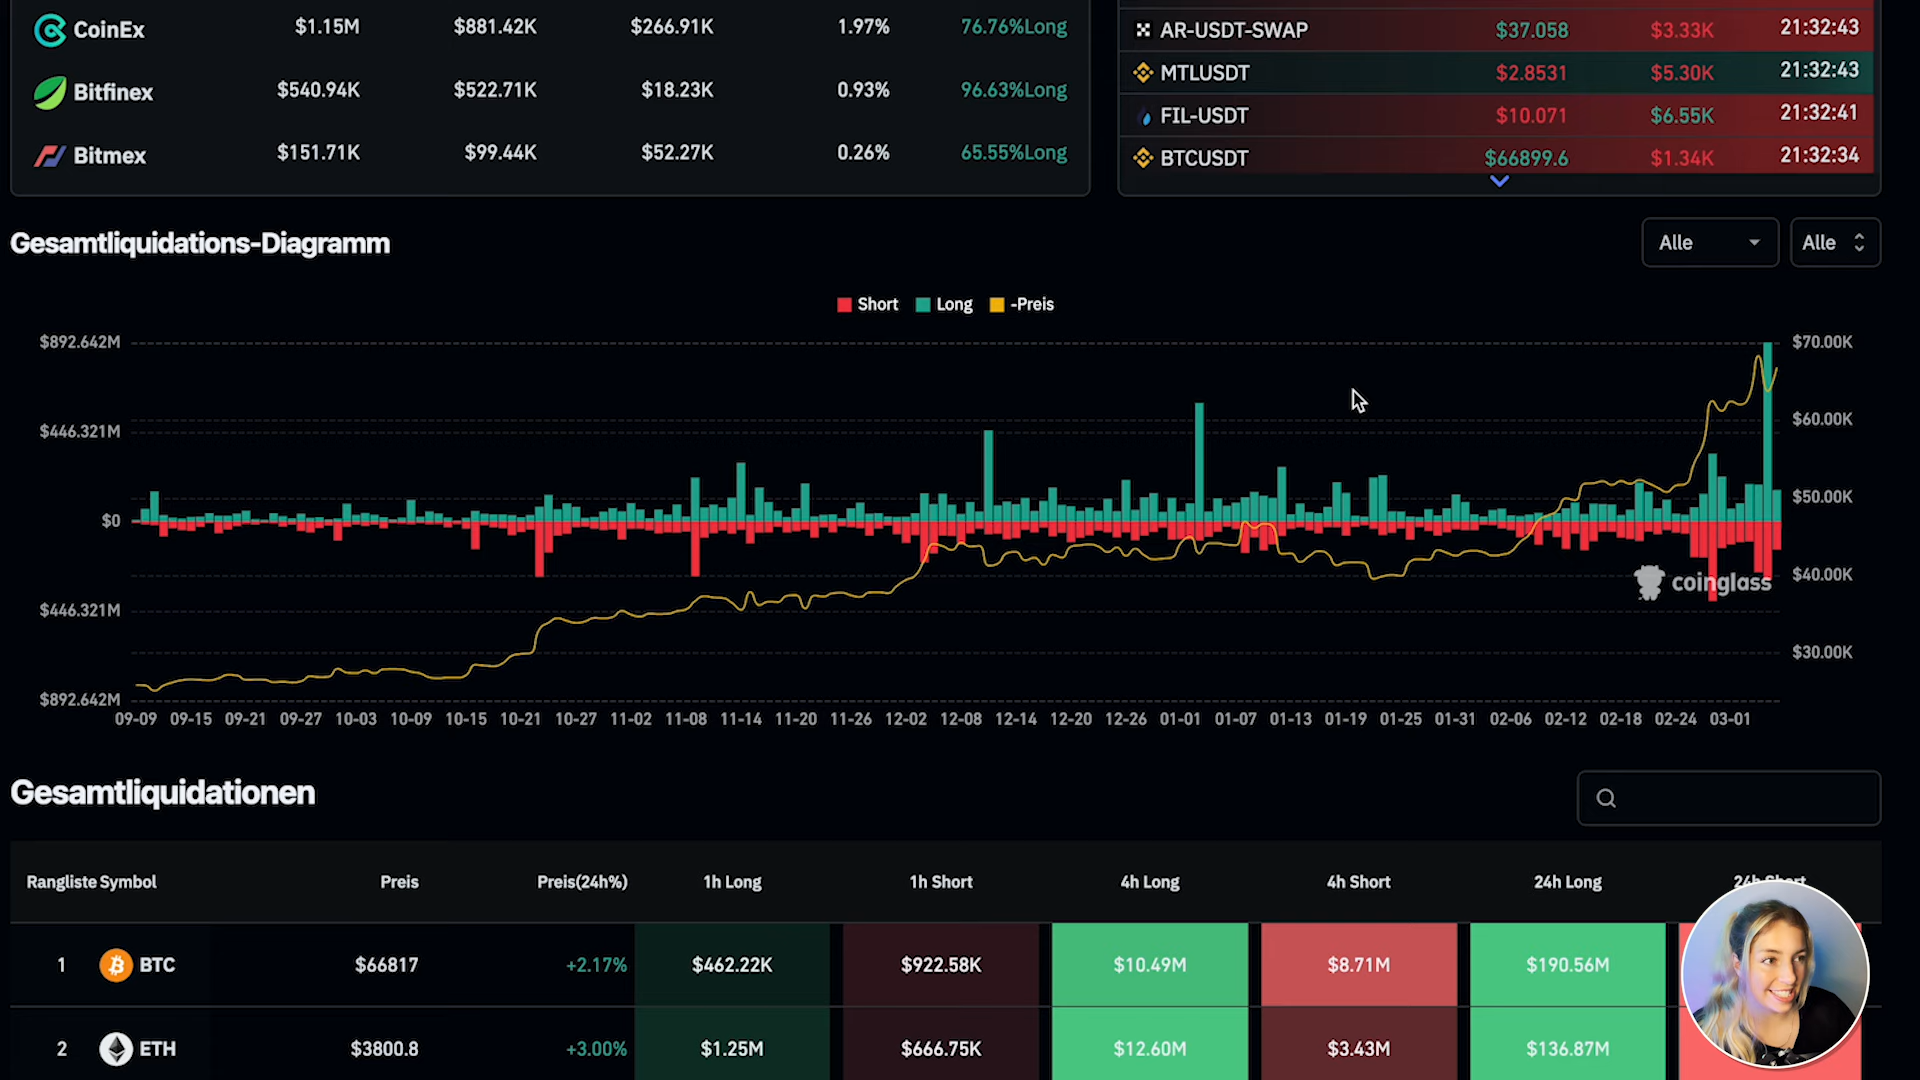 CoinEx $1.15M $881.42K $266.91K 1.97% 76.76%Long
Bitfinex $540.94K $522.71K $18.23K 0.93% 96.63%Long
Bitmex $151.71K $99.44K $52.27K 0.26% 65.55%Long
AR-USDT-SWAP $37.058 $3.33K 21:32:43
MTLUSDT $2.8531 $5.30K 21:32:43
FIL-USDT $10.071 $6.55K 21:32:41
BTCUSDT $66899.6 $1.34K 21:32:34
Gesamtliquidations-Diagramm
Alle Alle
Short Long -Preis
$892.642M $70.00K
$60.00K
$446.321M
$50.00K
$0
$40.00K
$446.321M
$30.00K
$892.642M
coinglass
09-09 09-15 09-21 09-27 10-03 10-09 10-15 10-21 10-27 11-02 11-08 11-14 11-20 11-26 12-02 12-08 12-14 12-20 12-26 01-01 01-07 01-13 01-19 01-25 01-31 02-06 02-12 02-18 02-24 03-01
Gesamtliquidationen
Rangliste Symbol Preis Preis(24h%) 1h Long 1h Short 4h Long 4h Short 24h Long 24h Short
1 BTC $66817 +2.17% $462.22K $922.58K $10.49M $8.71M $190.56M
2 ETH $3800.8 +3.00% $1.25M $666.75K $12.60M $3.43M $136.87M